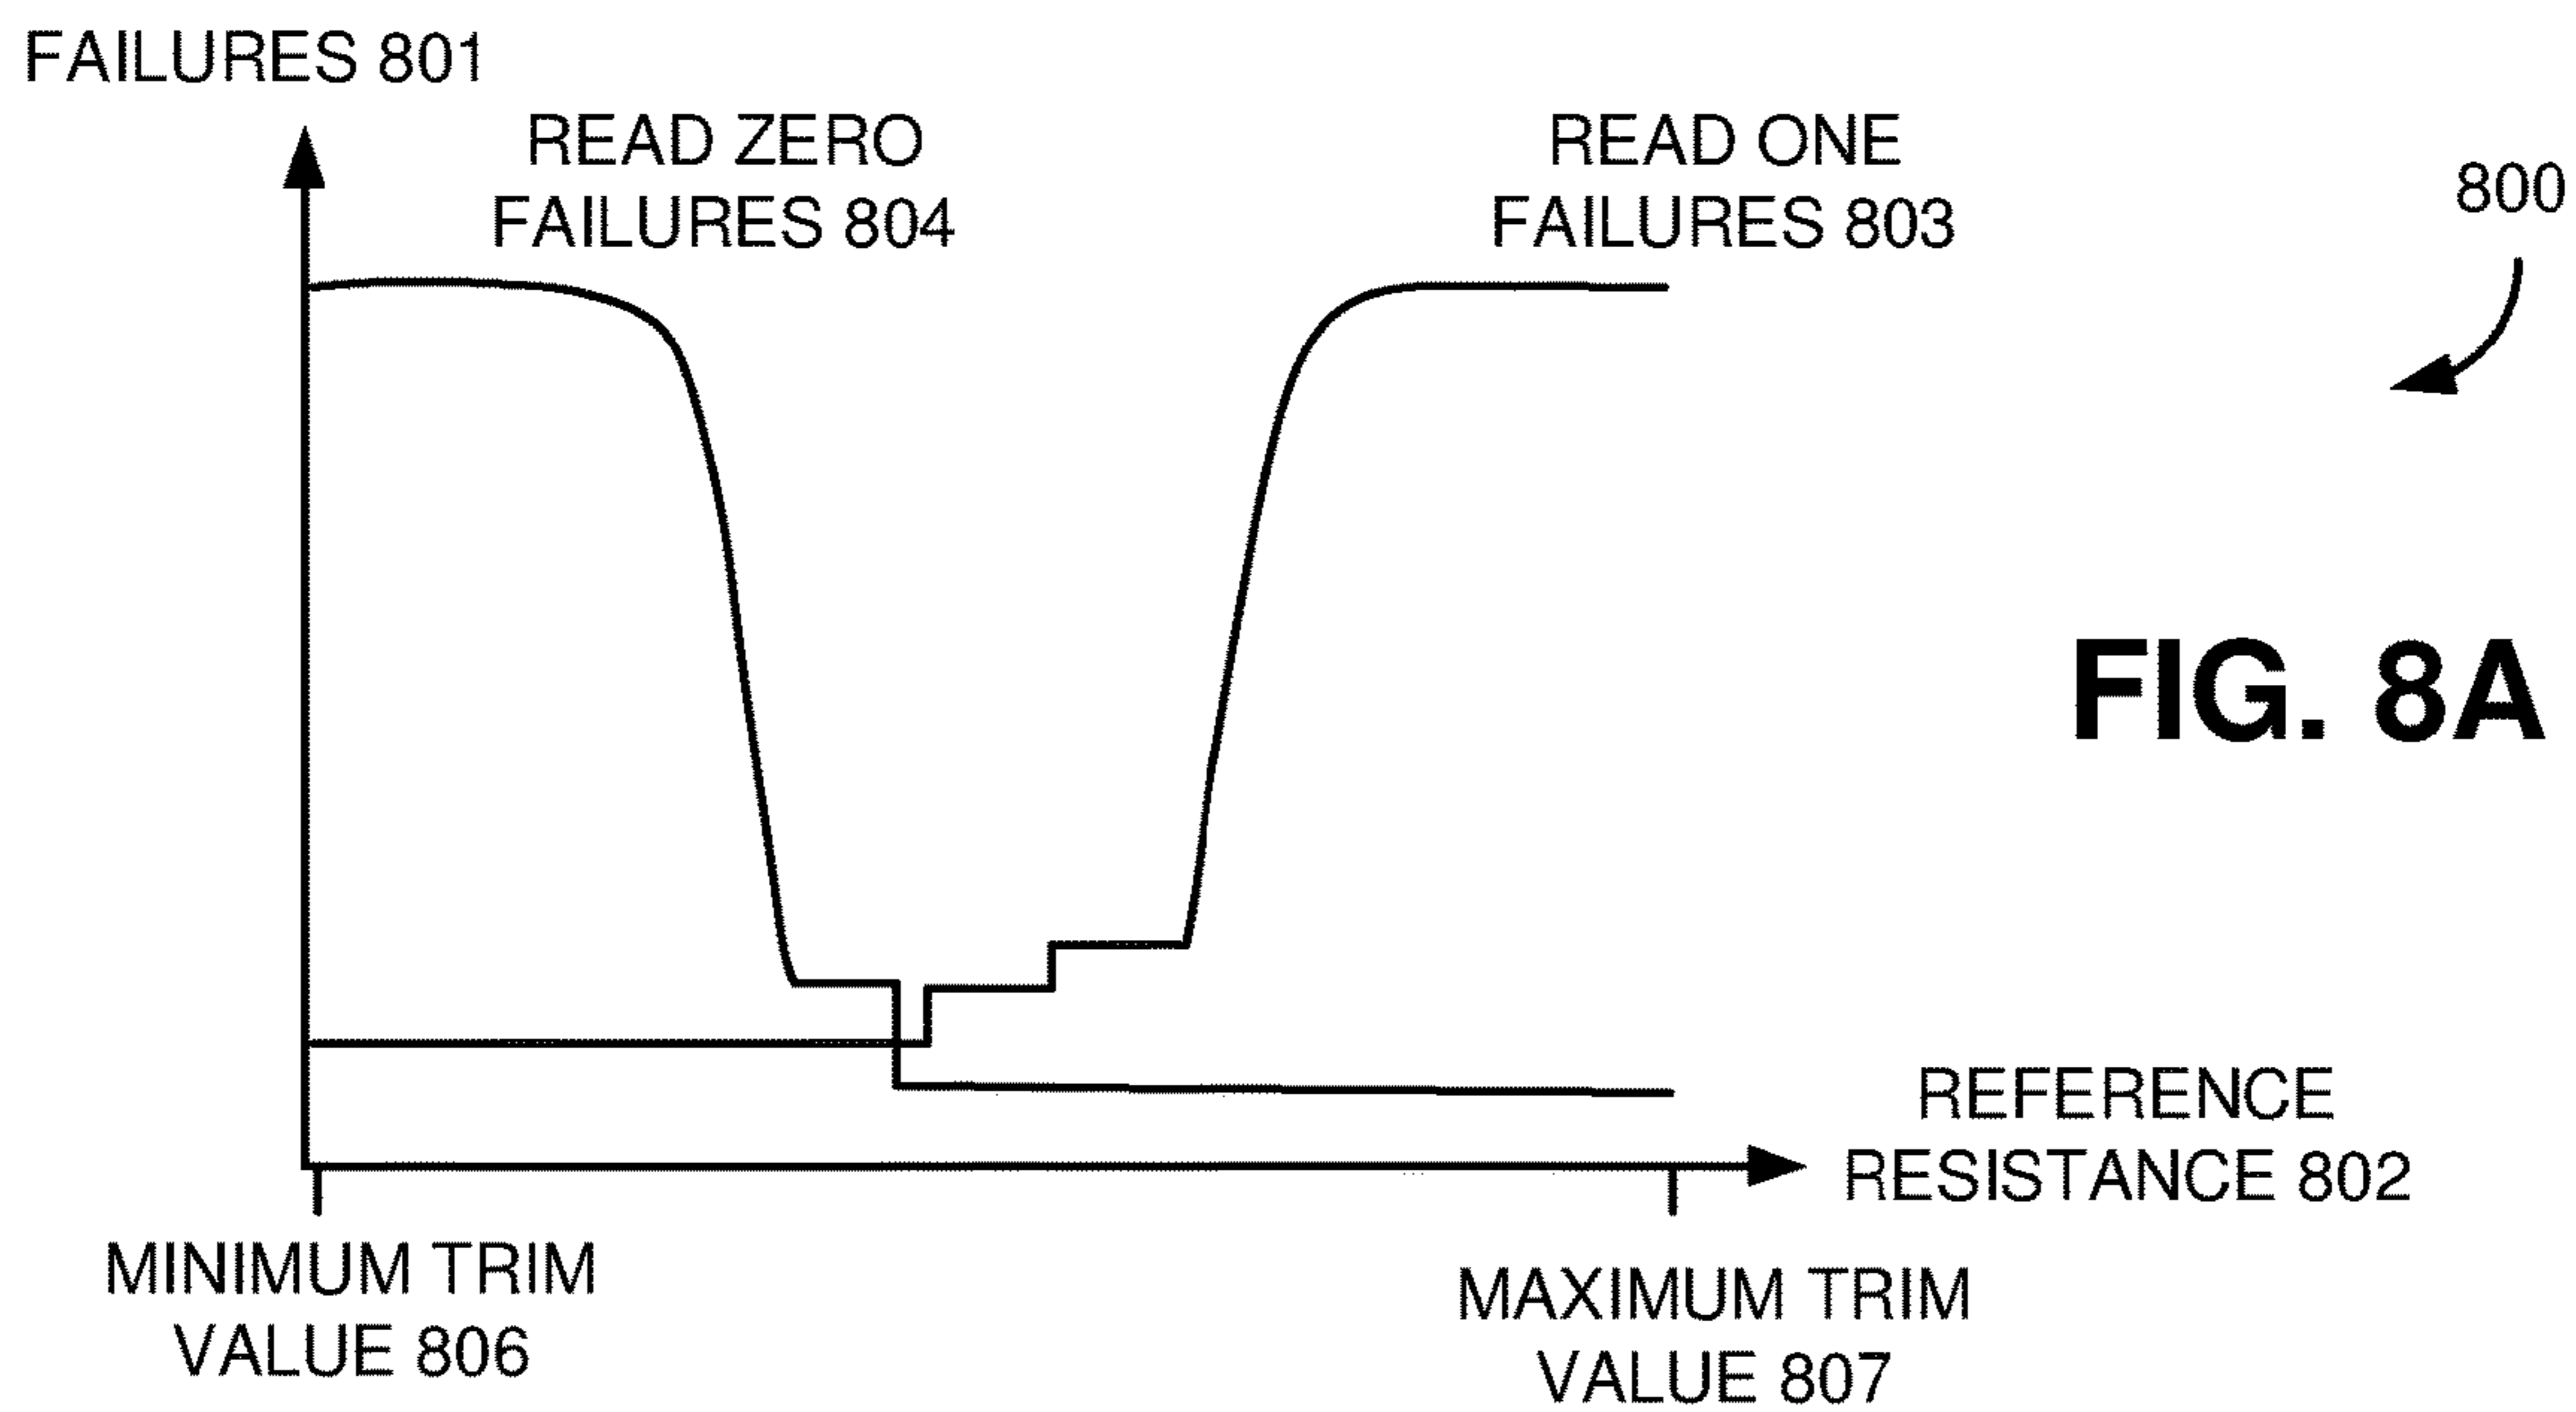 FAILURES 801
READ ZERO
FAILURES 804
READ ONE
FAILURES 803
800
FIG. 8A
REFERENCE
RESISTANCE 802
MINIMUM TRIM
VALUE 806
MAXIMUM TRIM
VALUE 807